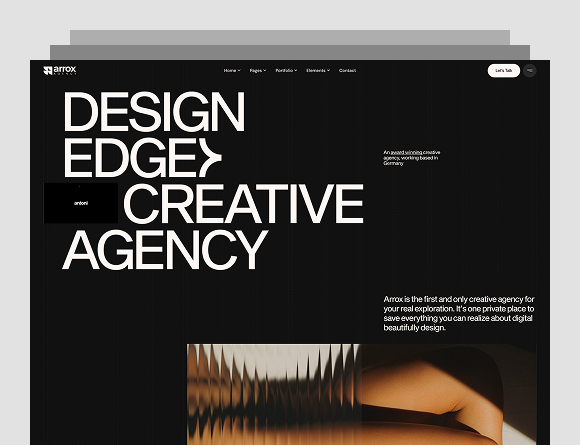 arrox
AGENCY
Home Pages Portfolio Elements Contact
Let's Talk
DESIGN
EDGE
CREATIVE
AGENCY
antoni
An award winning creative
agency, working based in
Germany
Arrox is the first and only creative agency for
your real exploration. It's one private place to
save everything you can realize about digital
beautifully design.